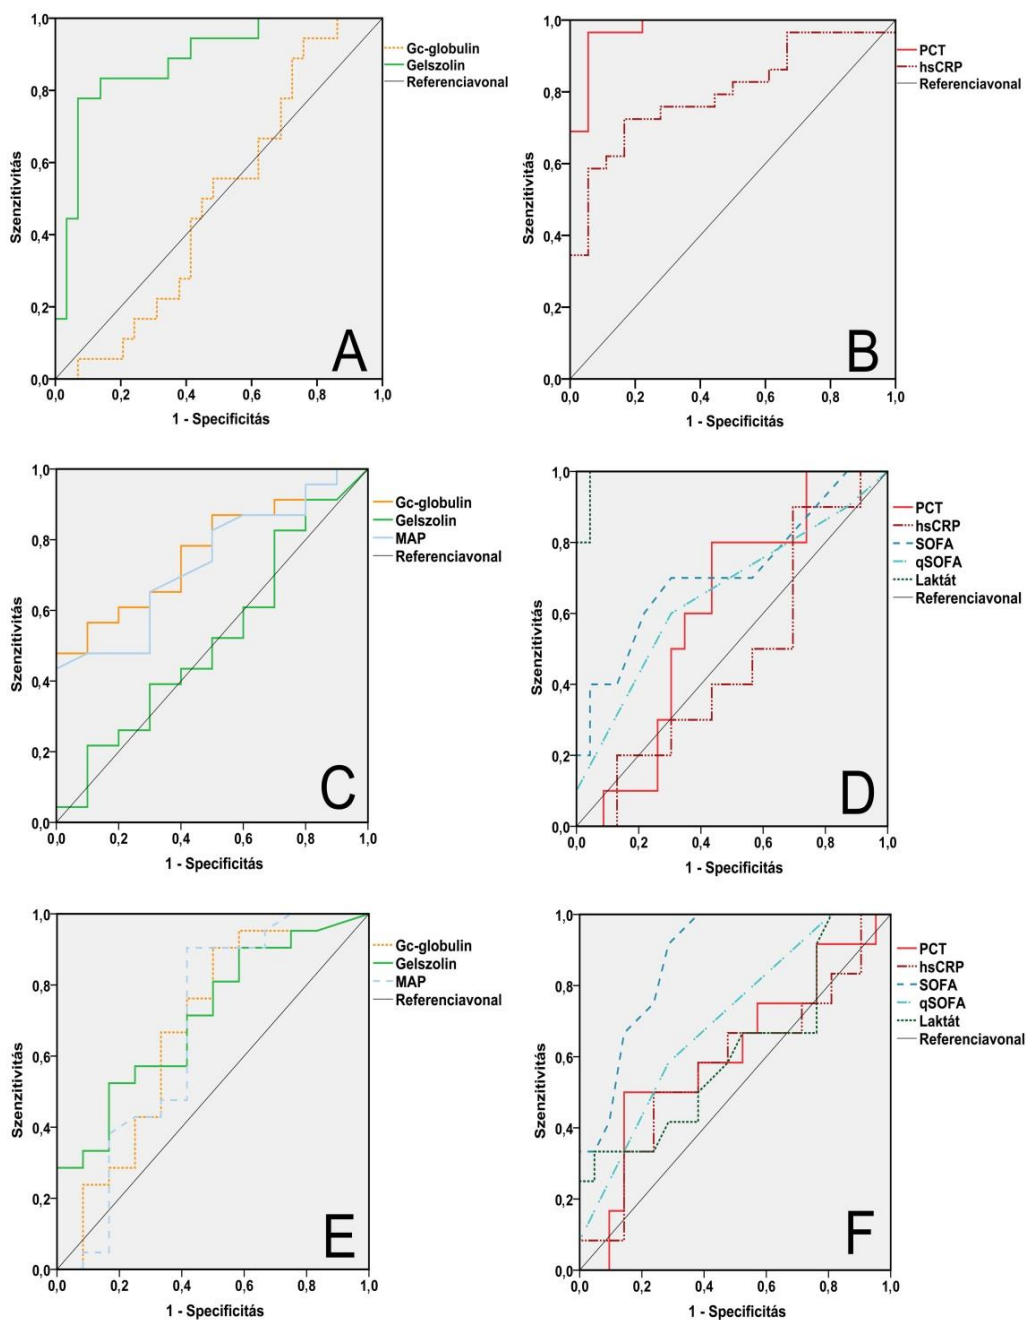 1,0
0,8
0,6
0,4
0,2
0,0
Szenzitivitás
0,0 0,2 0,4 0,6 0,8 1,0
1 - Specificitás
Gc-globulin
Gelszolin
Referenciavonal
A
1,0
0,8
0,6
0,4
0,2
0,0
Szenzitivitás
0,0 0,2 0,4 0,6 0,8 1,0
1 - Specificitás
PCT
hsCRP
Referenciavonal
B
1,0
0,8
0,6
0,4
0,2
0,0
Szenzitivitás
0,0 0,2 0,4 0,6 0,8 1,0
1 - Specificitás
Gc-globulin
Gelszolin
MAP
Referenciavonal
C
1,0
0,8
0,6
0,4
0,2
0,0
Szenzitivitás
0,0 0,2 0,4 0,6 0,8 1,0
1 - Specificitás
PCT
hsCRP
SOFA
qSOFA
Laktát
Referenciavonal
D
1,0
0,8
0,6
0,4
0,2
0,0
Szenzitivitás
0,0 0,2 0,4 0,6 0,8 1,0
1 - Specificitás
Gc-globulin
Gelszolin
MAP
Referenciavonal
E
1,0
0,8
0,6
0,4
0,2
0,0
Szenzitivitás
0,0 0,2 0,4 0,6 0,8 1,0
1 - Specificitás
PCT
hsCRP
SOFA
qSOFA
Laktát
Referenciavonal
F